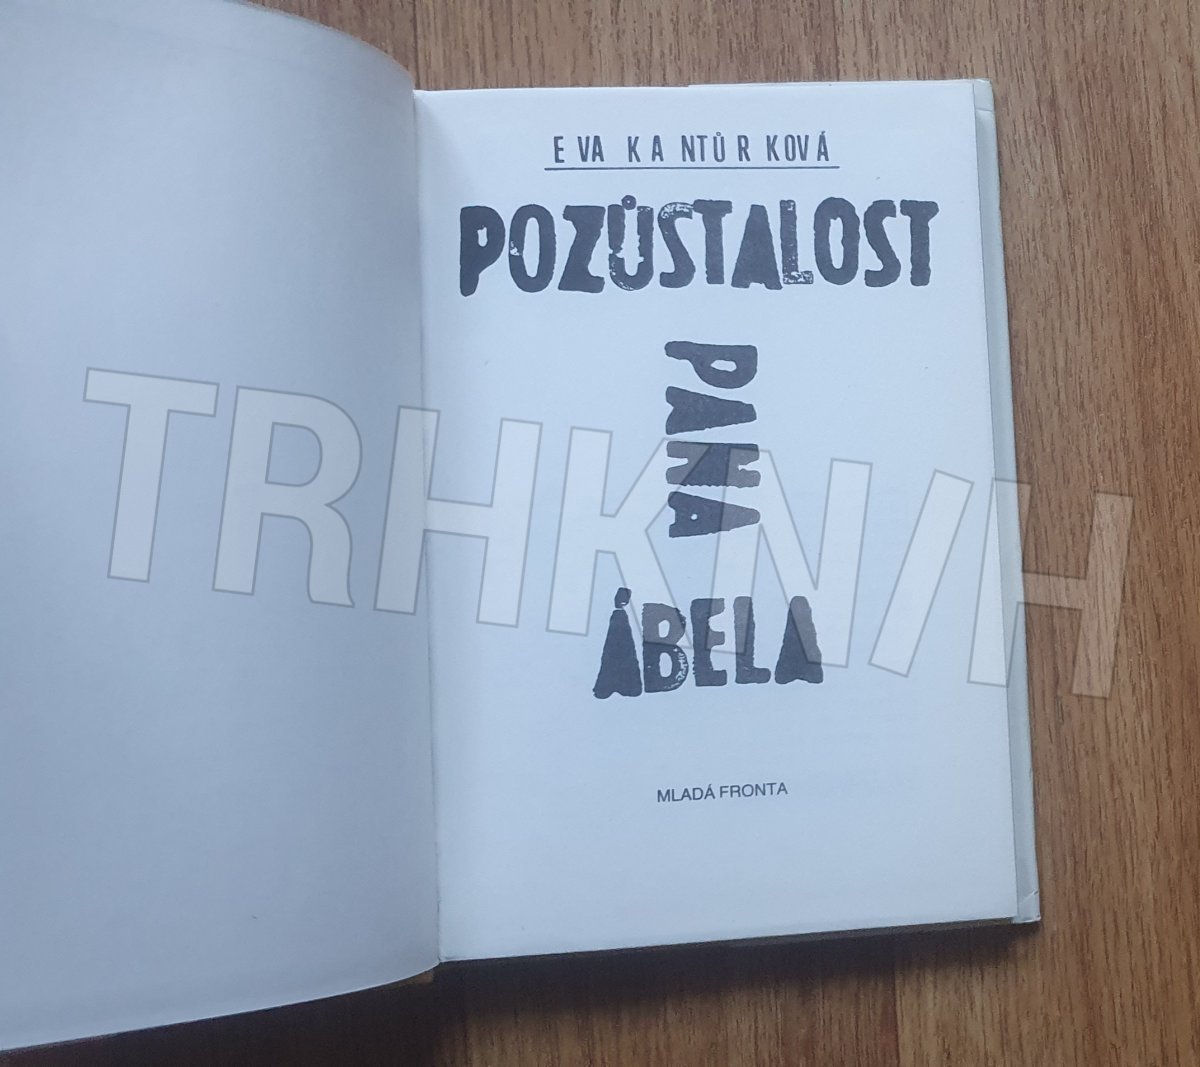 EVA KANTŮRKOVÁ
POZŮSTALOST
PANA
ÁBELA
MLADÁ FRONTA
TRHKNIH